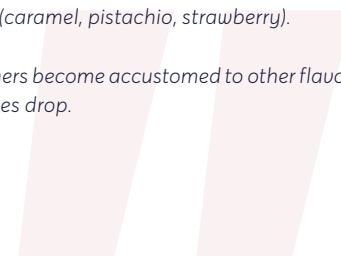 (caramel, pistachio, strawberry).
ers become accustomed to other flavo
es drop.